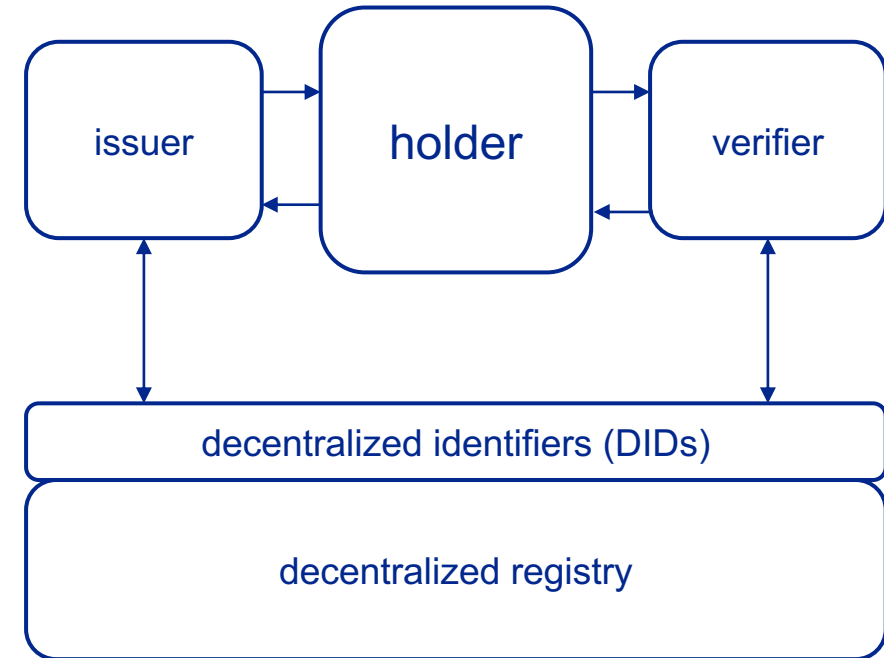 issuer
holder
verifier
decentralized identifiers (DIDs)
decentralized registry